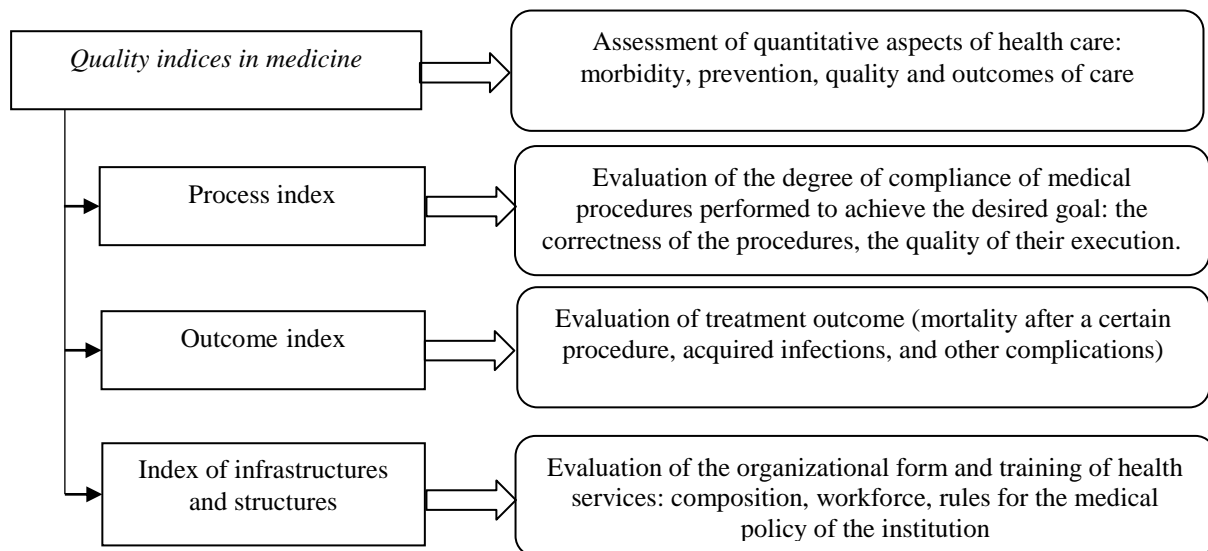 Quality indices in medicine
Assessment of quantitative aspects of health care:
morbidity, prevention, quality and outcomes of care
Process index
Evaluation of the degree of compliance of medical
procedures performed to achieve the desired goal: the
correctness of the procedures, the quality of their execution.
Outcome index
Evaluation of treatment outcome (mortality after a certain
procedure, acquired infections, and other complications)
Index of infrastructures
and structures
Evaluation of the organizational form and training of health
services: composition, workforce, rules for the medical
policy of the institution